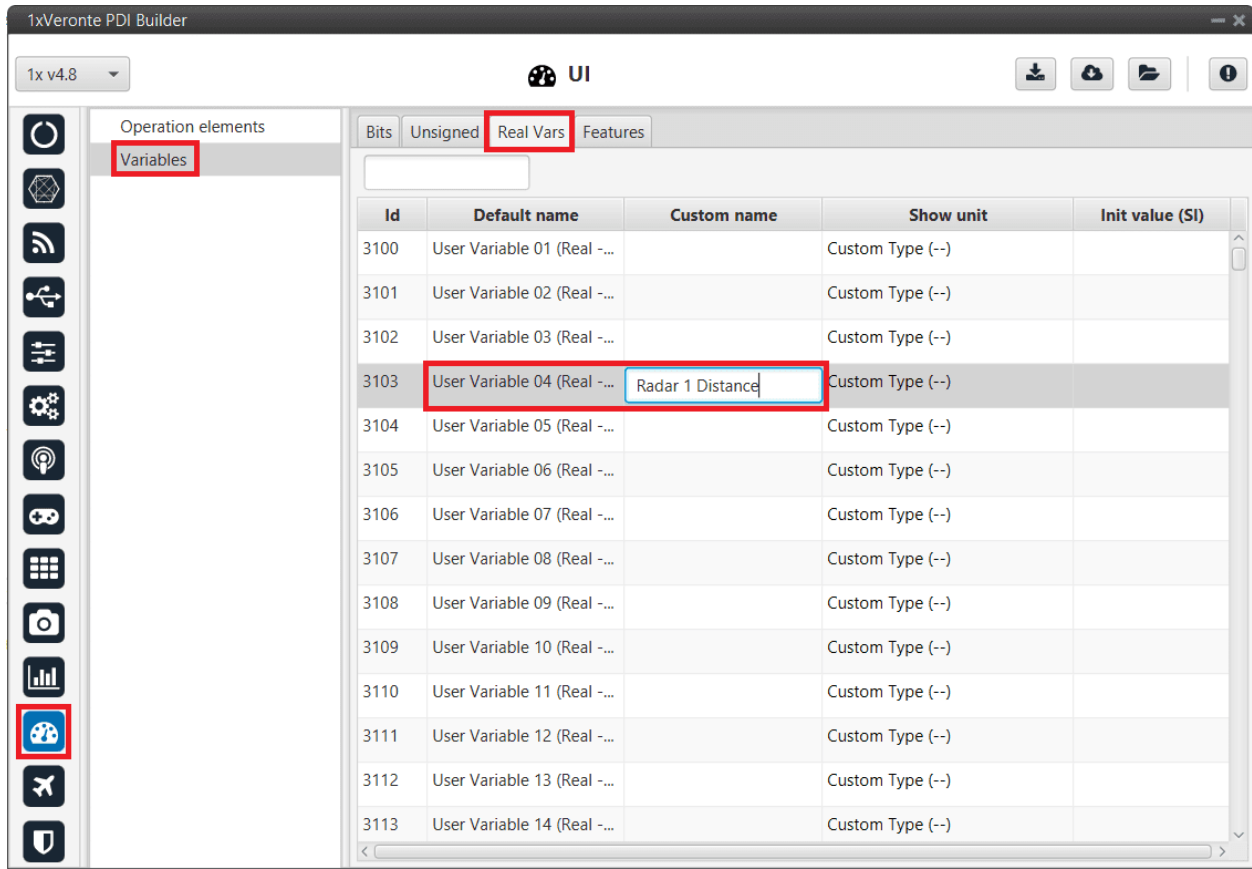 1xVeronte PDI Builder
1x v4.8
UI
Operation elements
Variables
Bits Unsigned Real Vars Features
Id Default name Custom name Show unit Init value (SI)
3100 User Variable 01 (Real -... Custom Type (--)
3101 User Variable 02 (Real -... Custom Type (--)
3102 User Variable 03 (Real -... Custom Type (--)
3103 User Variable 04 (Real -... Radar 1 Distance Custom Type (--)
3104 User Variable 05 (Real -... Custom Type (--)
3105 User Variable 06 (Real -... Custom Type (--)
3106 User Variable 07 (Real -... Custom Type (--)
3107 User Variable 08 (Real -... Custom Type (--)
3108 User Variable 09 (Real -... Custom Type (--)
3109 User Variable 10 (Real -... Custom Type (--)
3110 User Variable 11 (Real -... Custom Type (--)
3111 User Variable 12 (Real -... Custom Type (--)
3112 User Variable 13 (Real -... Custom Type (--)
3113 User Variable 14 (Real -... Custom Type (--)